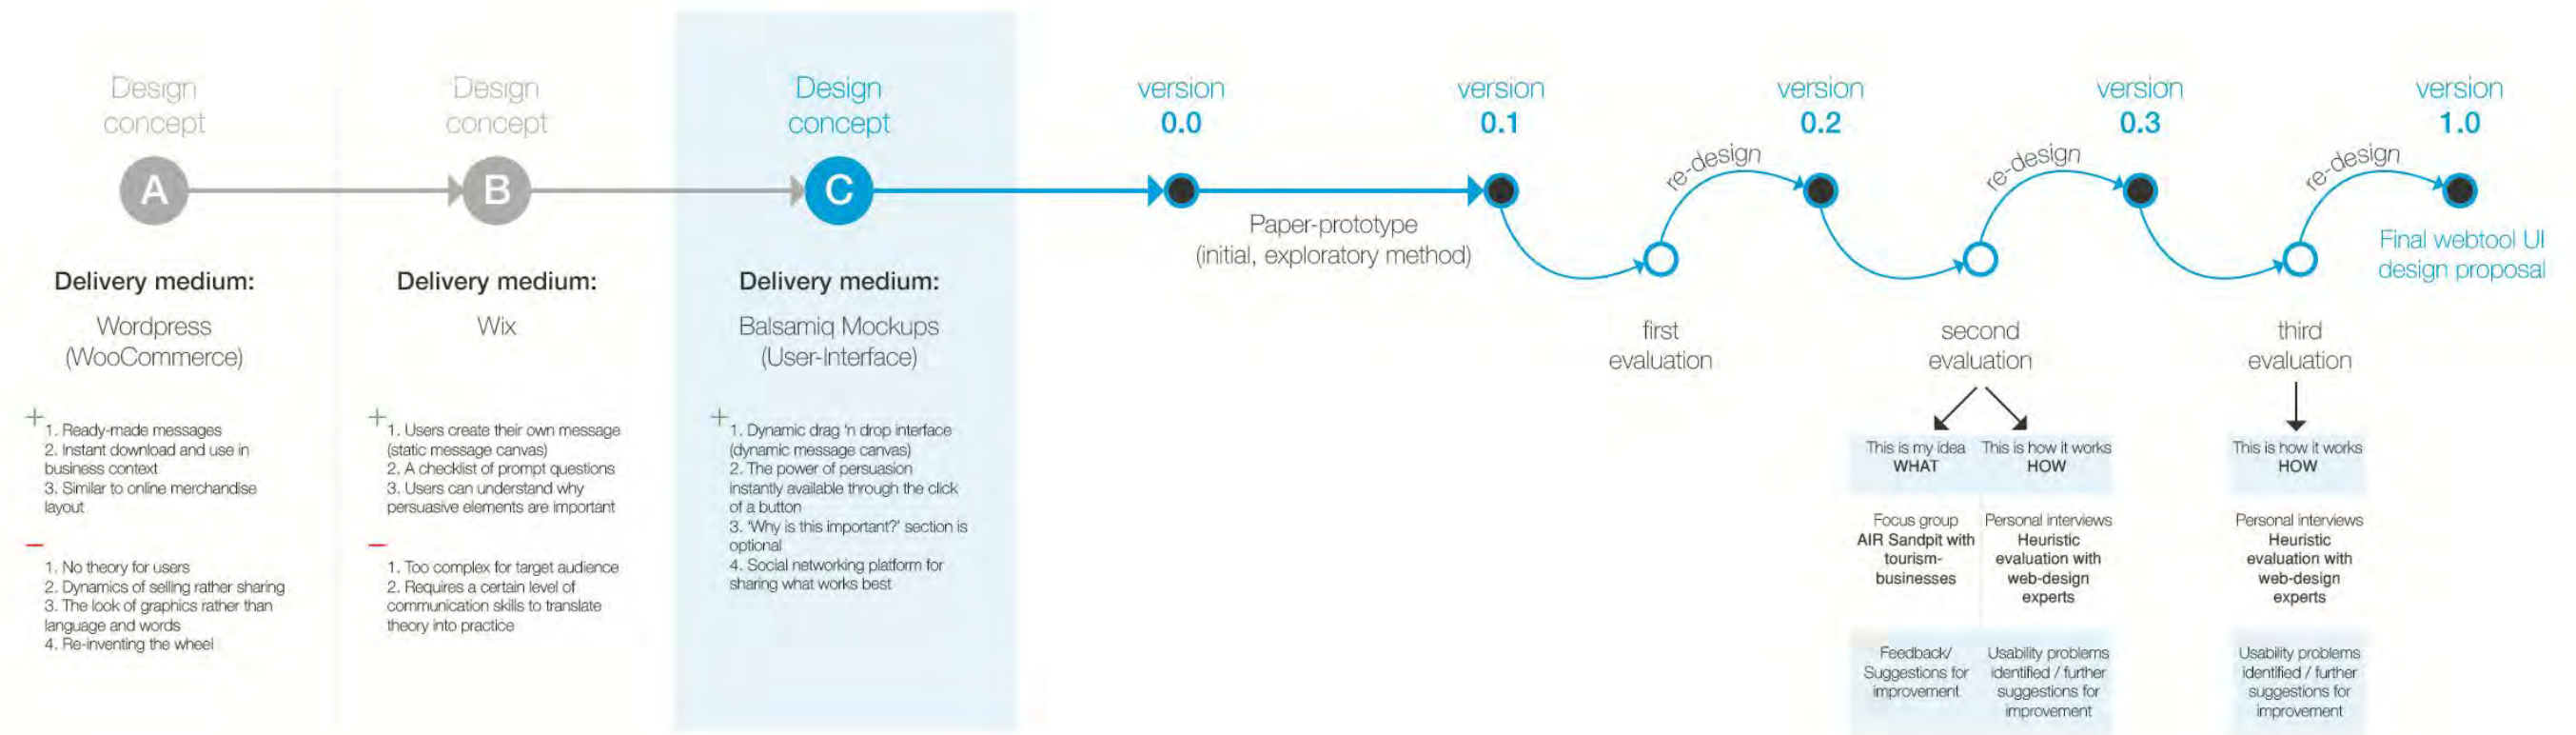 Design
concept
A
Delivery medium:
Wordpress
(WooCommerce)
+
1. Ready-made messages
2. Instant download and use in
business context
3. Similar to online merchandise
layout
–
1. No theory for users
2. Dynamics of selling rather sharing
3. The look of graphics rather than
language and words
4. Re-inventing the wheel
Design
concept
B
Delivery medium:
Wix
+
1. Users create their own message
(static message canvas)
2. A checklist of prompt questions
3. Users can understand why
persuasive elements are important
–
1. Too complex for target audience
2. Requires a certain level of
communication skills to translate
theory into practice
Design
concept
C
Delivery medium:
Balsamiq Mockups
(User-Interface)
+
1. Dynamic drag 'n drop interface
(dynamic message canvas)
2. The power of persuasion
instantly available through the click
of a button
3. 'Why is this important?' section is
optional
4. Social networking platform for
sharing what works best
version
0.0
Paper-prototype
(initial, exploratory method)
version
0.1
first
evaluation
re-design
version
0.2
second
evaluation
This is my idea
WHAT
Focus group
AIR Sandpit with
tourism-
businesses
Feedback/
Suggestions for
improvement
This is how it works
HOW
Personal interviews
Heuristic
evaluation with
web-design
experts
Usability problems
identified / further
suggestions for
improvement
re-design
version
0.3
third
evaluation
This is how it works
HOW
Personal interviews
Heuristic
evaluation with
web-design
experts
Usability problems
identified / further
suggestions for
improvement
re-design
version
1.0
Final webtool UI
design proposal